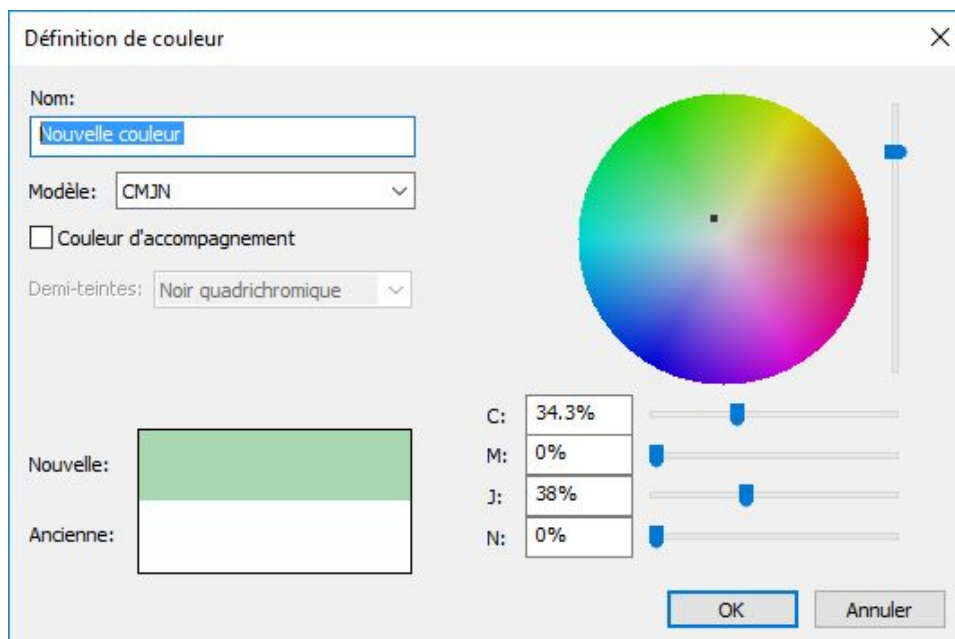 Définition de couleur
Nom:
Nouvelle couleur
Modèle: CMJN
Couleur d'accompagnement
Demi-teintes: Noir quadrichromique
C: 34.3%
M: 0%
J: 38%
N: 0%
Nouvelle:
Ancienne:
OK Annuler